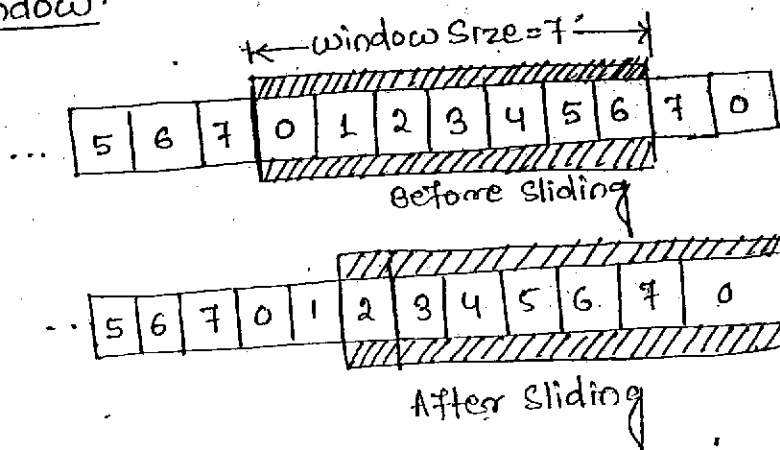 ndow.
Window Size=7
... 5 6 7 0 1 2 3 4 5 6 7 0
Before Sliding
.. 5 6 7 0 1 2 3 4 5 6 7 0
After Sliding